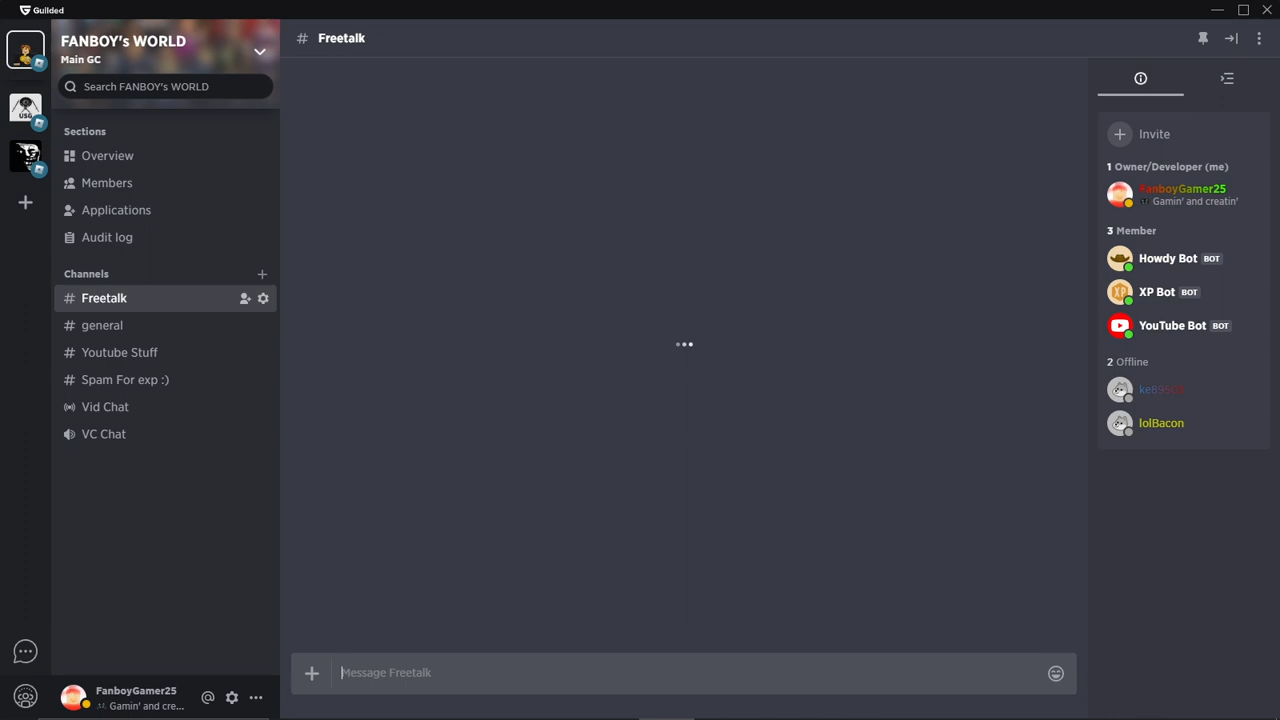 Guilded
FANBOY's WORLD
Main GC
Search FANBOY's WORLD
USG
Sections
Overview
Members
Applications
Audit log
Channels
Freetalk
general
Youtube Stuff
Spam For exp :)
Vid Chat
VC Chat
FanboyGamer25
Gamin' and cre...
# Freetalk
Message Freetalk
Invite
1 Owner/Developer (me)
FanboyGamer25
Gamin' and creatin'
3 Member
Howdy Bot BOT
XP
XP Bot BOT
YouTube Bot BOT
2 Offline
lolBacon